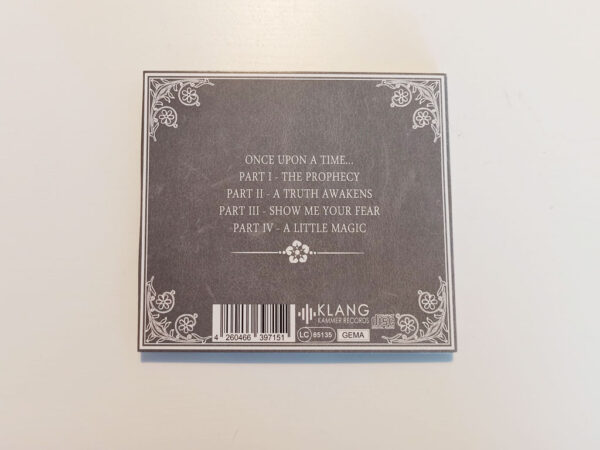 ONCE UPON A TIME...
PART I - THE PROPHECY
PART II - A TRUTH AWAKENS
PART III - SHOW ME YOUR FEAR
PART IV - A LITTLE MAGIC
KLANG
KAMMER RECORDS
4 260466 397151
LC 85135
GEMA